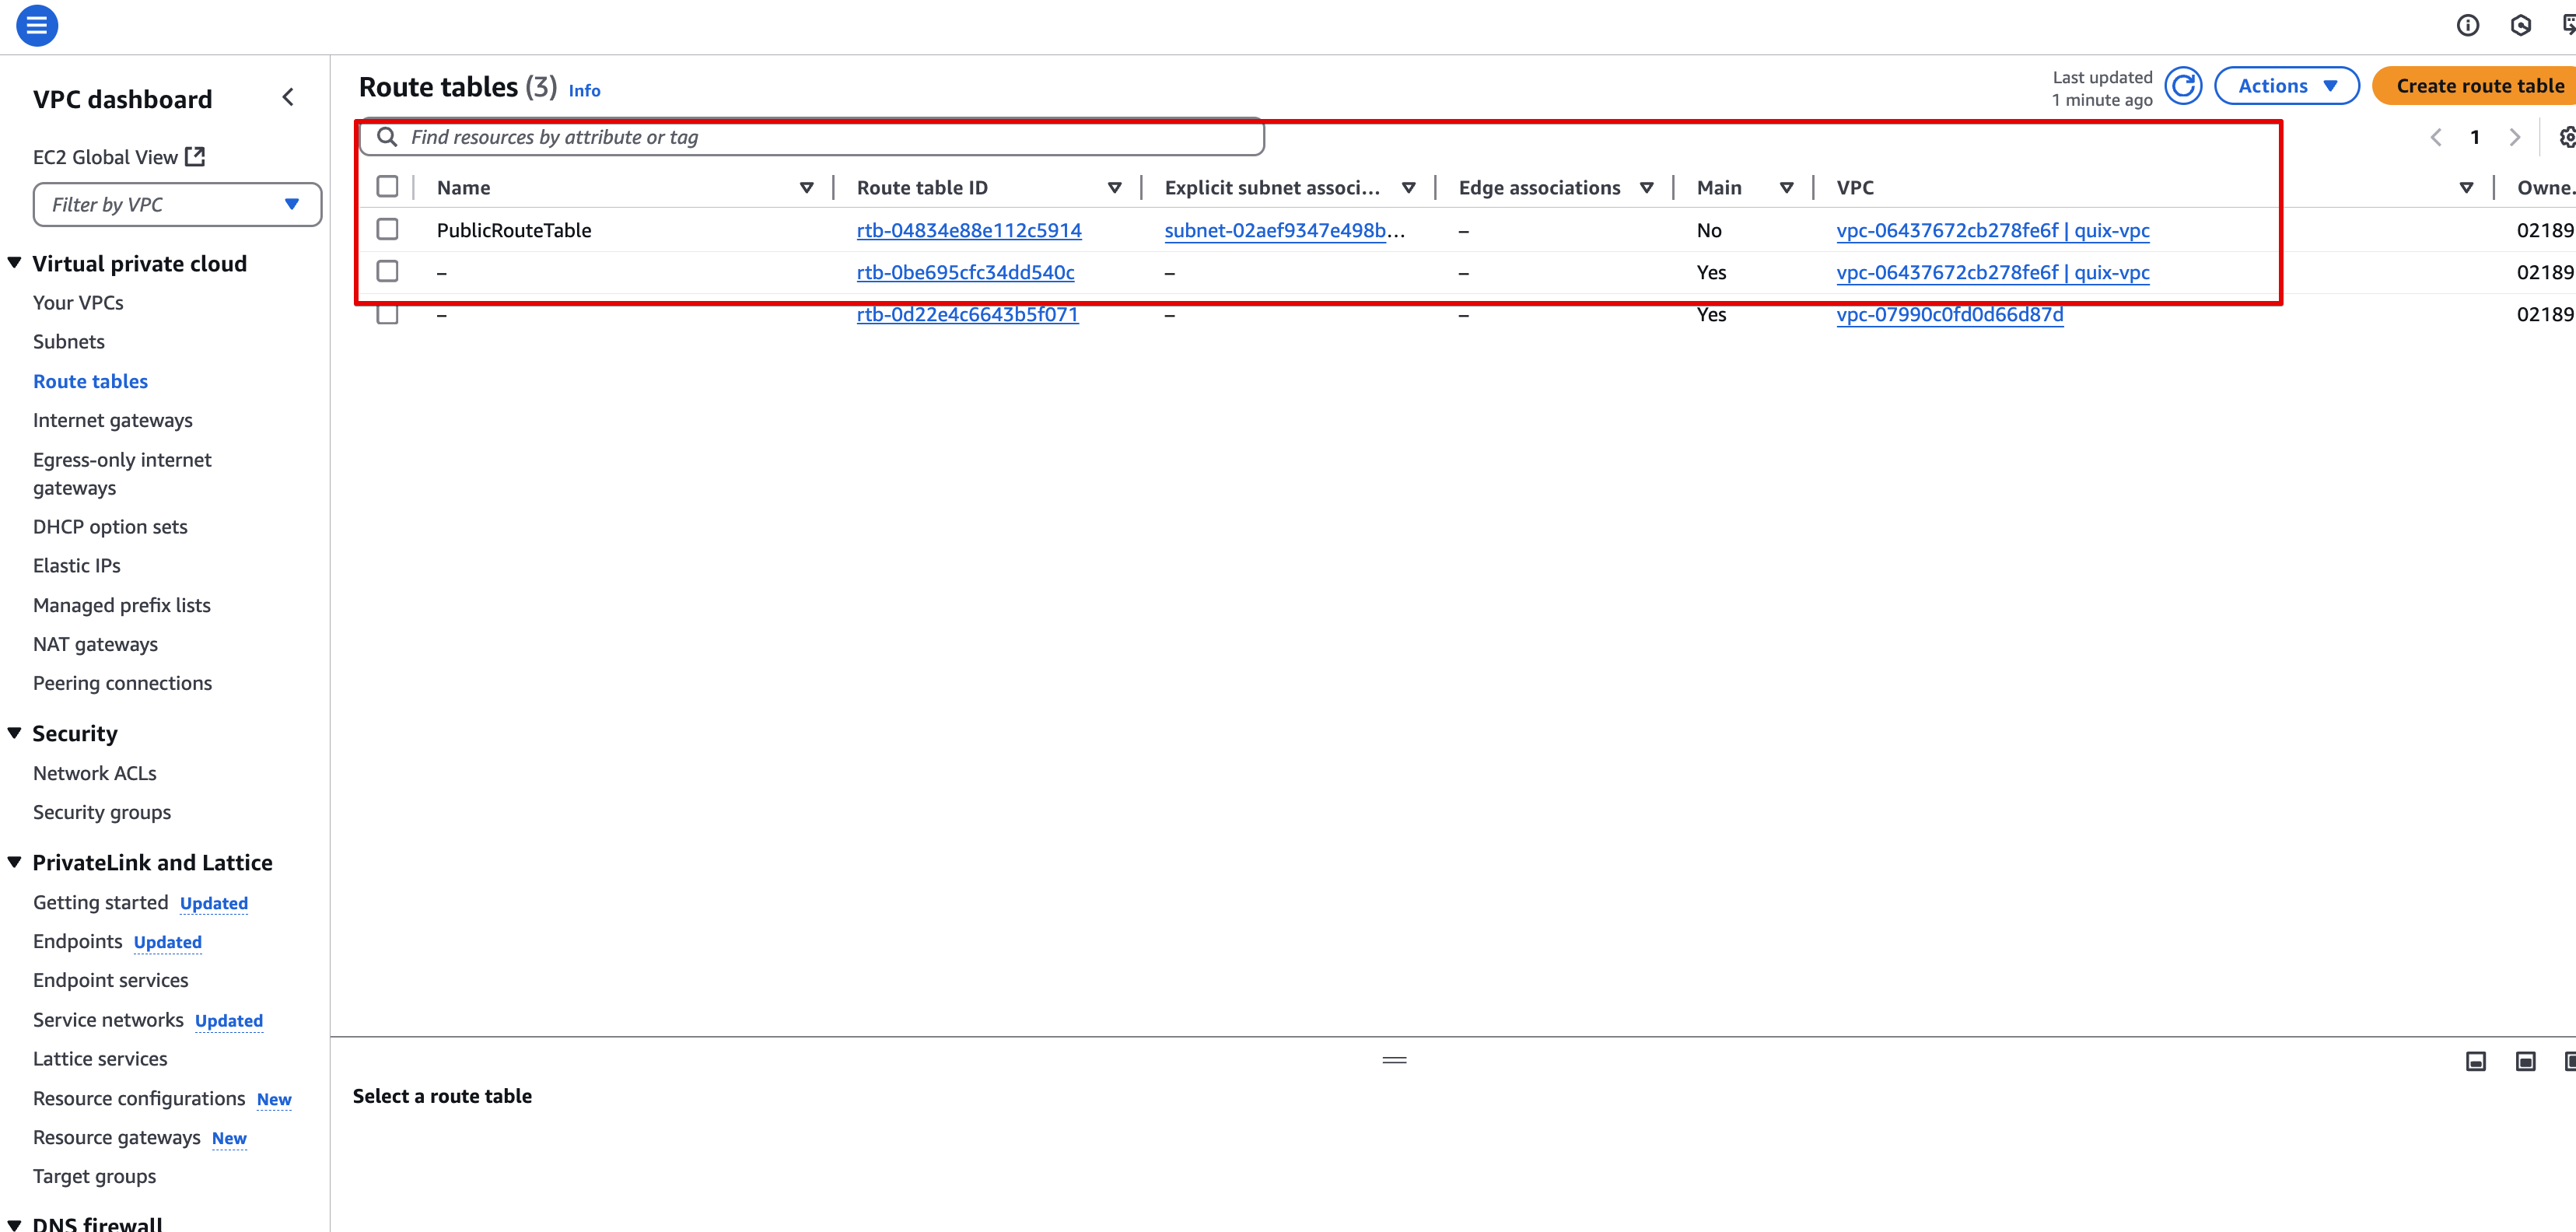 VPC dashboard
EC2 Global View
Filter by VPC
Virtual private cloud
Your VPCs
Subnets
Route tables
Internet gateways
Egress-only internet
gateways
DHCP option sets
Elastic IPs
Managed prefix lists
NAT gateways
Peering connections
Security
Network ACLs
Security groups
PrivateLink and Lattice
Getting started Updated
Endpoints Updated
Endpoint services
Service networks Updated
Lattice services
Resource configurations New
Resource gateways New
Target groups
DNS firewall
Route tables (3) Info
Last updated
1 minute ago
Actions
Create route table
Find resources by attribute or tag
1
Name Route table ID Explicit subnet associ... Edge associations Main VPC Owne.
PublicRouteTable rtb-04834e88e112c5914 subnet-02aef9347e498b... – No vpc-06437672cb278fe6f | quix-vpc 02189
– rtb-0be695cfc34dd540c – – Yes vpc-06437672cb278fe6f | quix-vpc 02189
– rtb-0d22e4c6643b5f071 – – Yes vpc-07990c0fd0d66d87d 02189
Select a route table